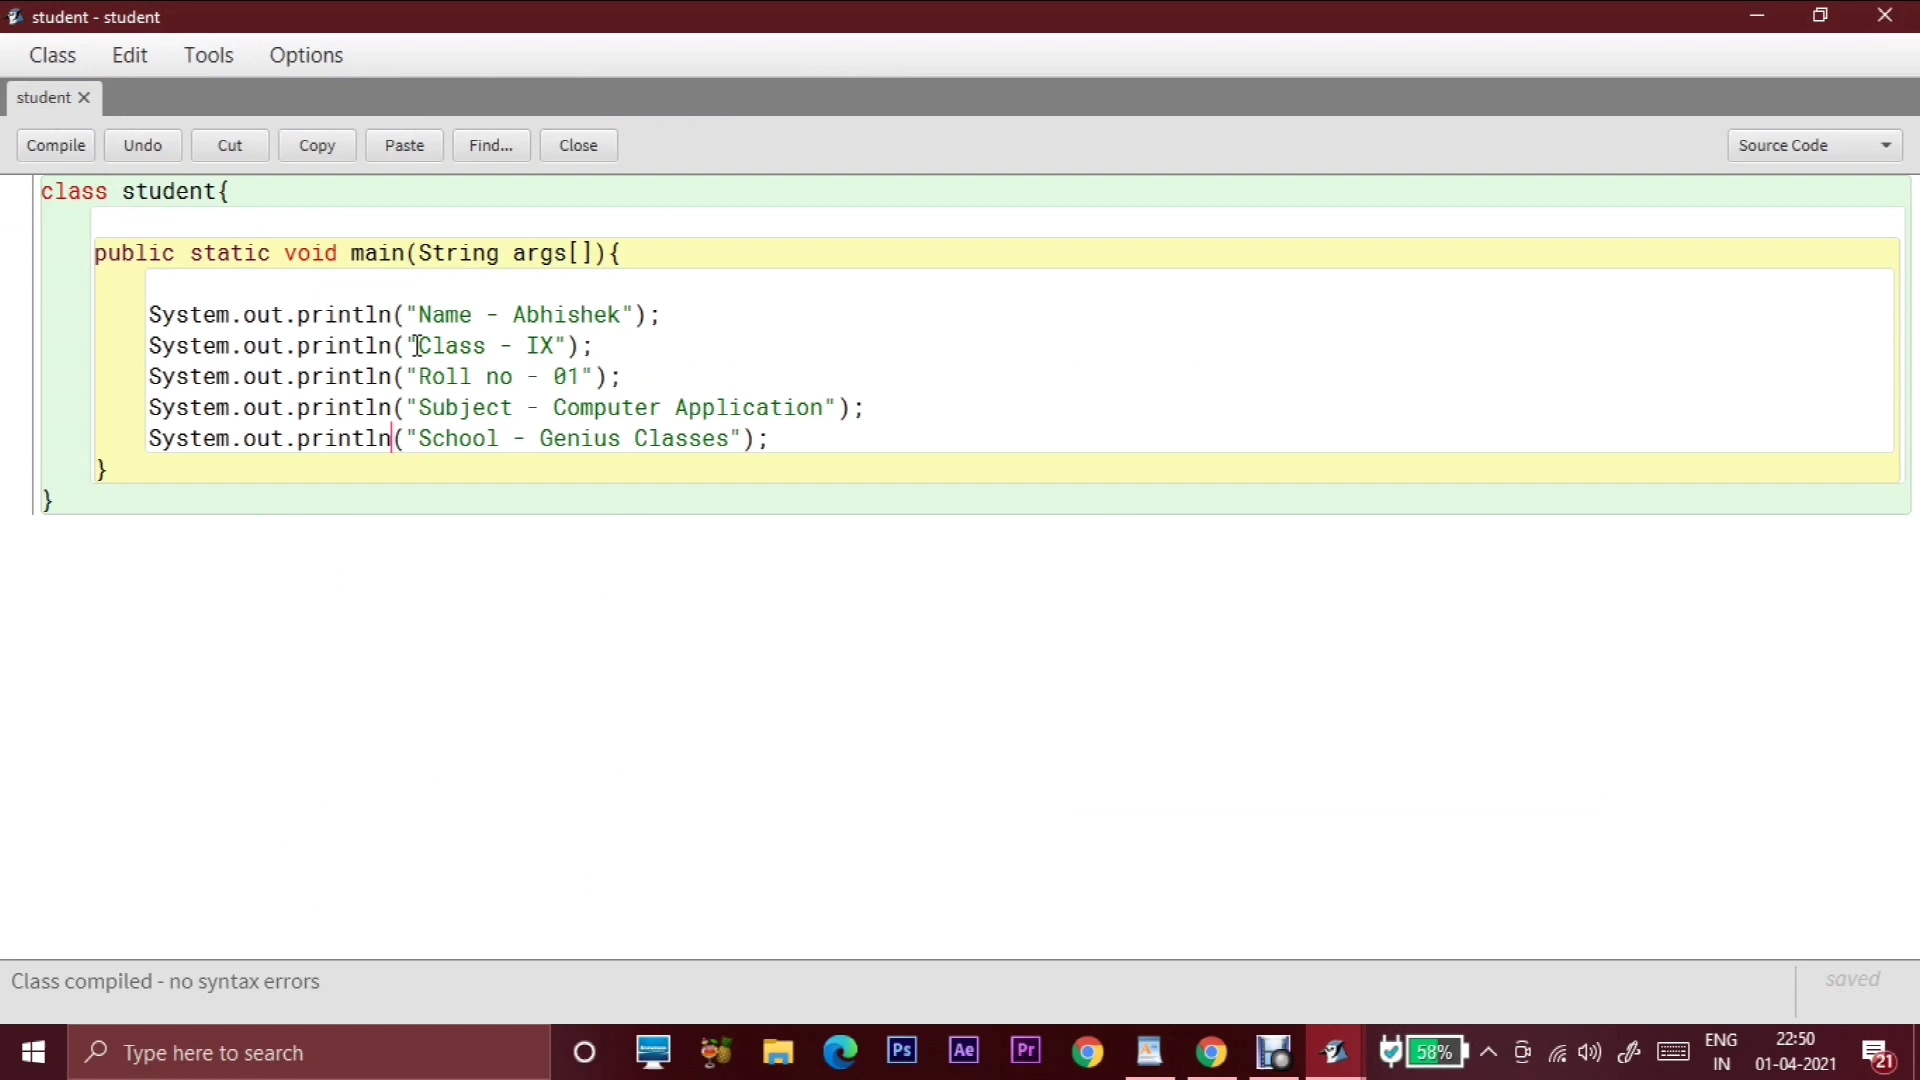 student - student
Class Edit Tools Options
student
Compile Undo Cut Copy Paste Find... Close Source Code
class student{
public static void main(String args[]){
System.out.println("Name - Abhishek");
System.out.println("Class - IX");
System.out.println("Roll no - 01");
System.out.println("Subject - Computer Application");
System.out.println("School - Genius Classes");
}
}
Class compiled - no syntax errors
saved
Type here to search
Ps Ae Pr
58%
ENG
IN
22:50
01-04-2021
21